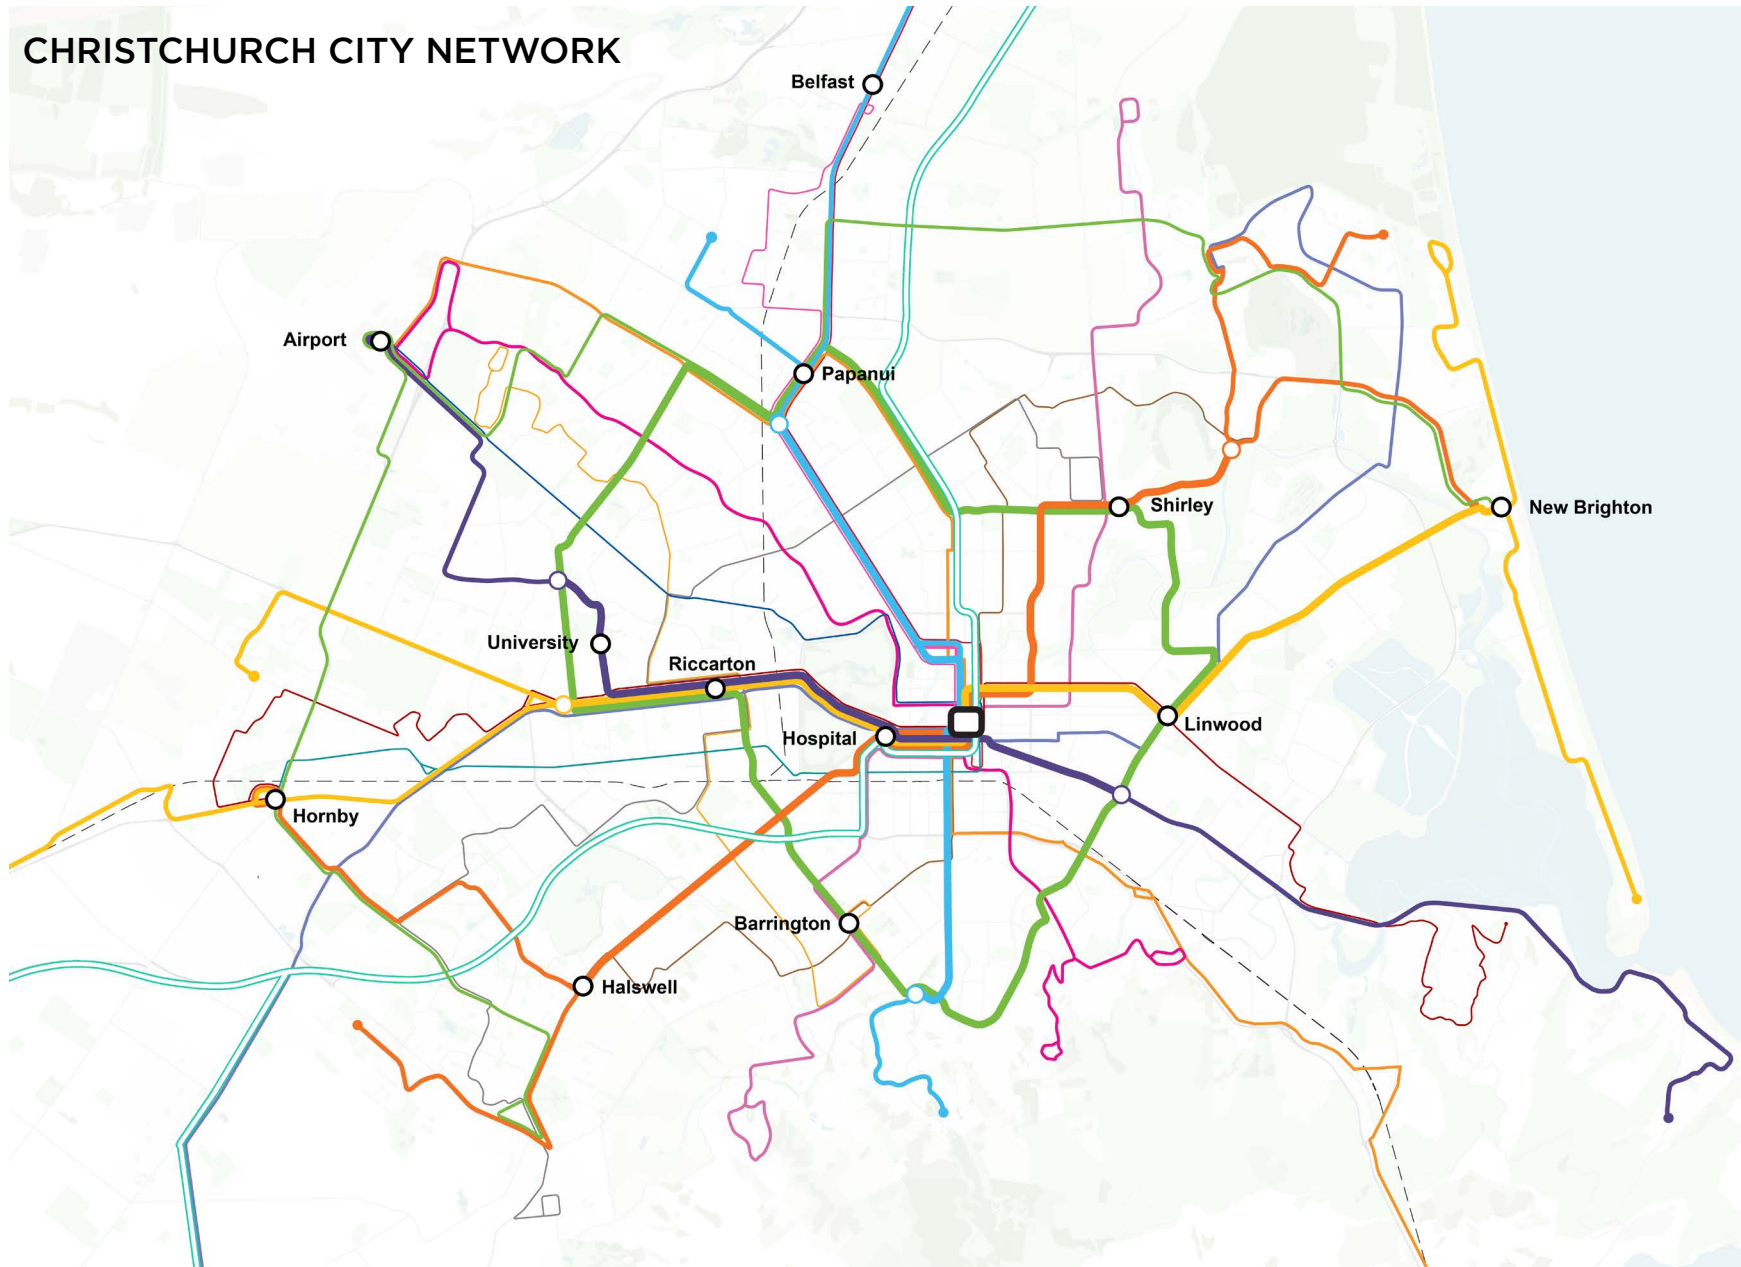 CHRISTCHURCH CITY NETWORK
Belfast
Airport
Papanui
Shirley
New Brighton
University
Riccarton
Hospital
Linwood
Hornby
Barrington
Halswell